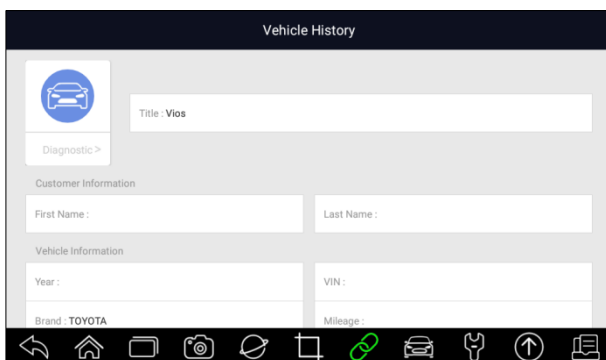 Vehicle History
Title : Vios
Diagnostic >
Customer Information
First Name :
Last Name :
Vehicle Information
Year :
VIN :
Brand : TOYOTA
Mileage :